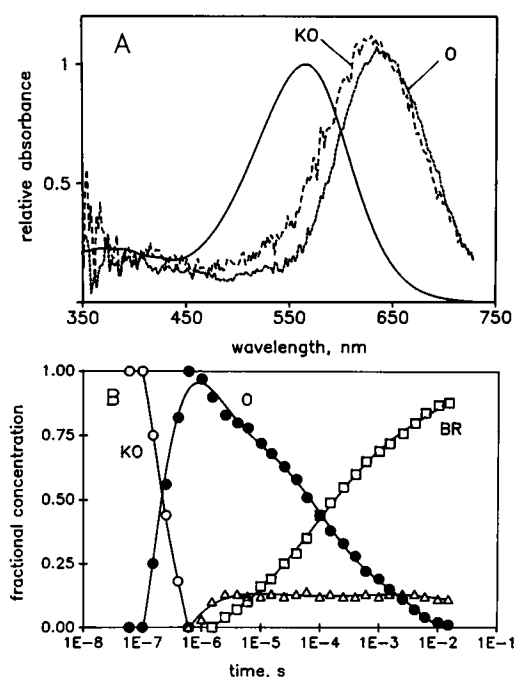 A
KO
O
1
0.5
relative absorbance
350
450
550
650
750
wavelength, nm
1.00
B
O
BR
0.75
KO
0.50
0.25
0.00
fractional concentration
1E-8 1E-7 1E-6 1E-5 1E-4 1E-3 1E-2 1E-1
time, s